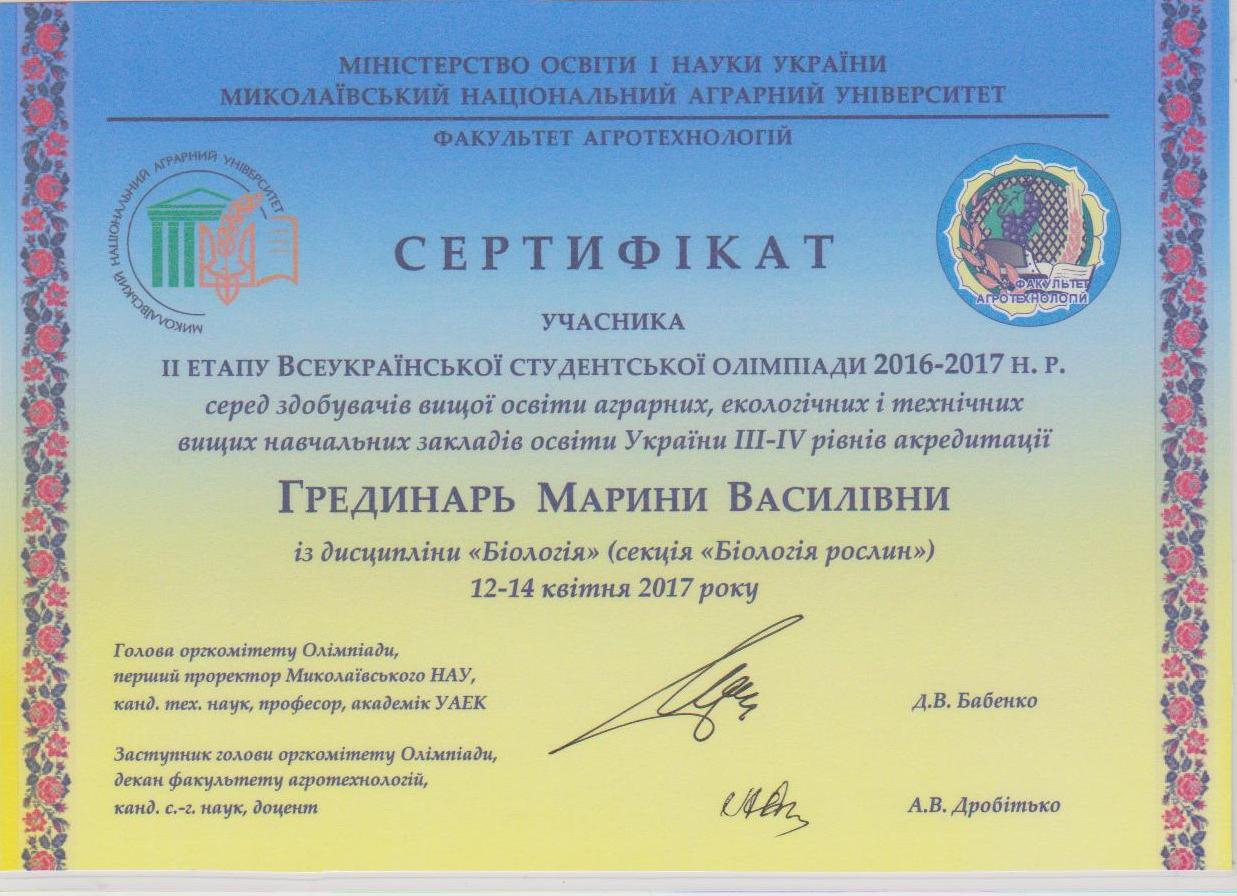 МІНІСТЕРСТВО ОСВІТИ І НАУКИ УКРАЇНИ
МИКОЛАЇВСЬКИЙ НАЦІОНАЛЬНИЙ АГРАРНИЙ УНІВЕРСИТЕТ
ФАКУЛЬТЕТ АГРОТЕХНОЛОГІЙ
МИКОЛАЇВСЬКИЙ НАЦІОНАЛЬНИЙ АГРАРНИЙ УНІВЕРСИТЕТ
ФАКУЛЬТЕТ
АГРОТЕХНОЛОГІЙ
СЕРТИФІКАТ
УЧАСНИКА
ІІ ЕТАПУ ВСЕУКРАЇНСЬКОЇ СТУДЕНТСЬКОЇ ОЛІМПІАДИ 2016-2017 Н. Р.
серед здобувачів вищої освіти аграрних, екологічних і технічних
вищих навчальних закладів освіти України III-IV рівнів акредитації
ГРЕДИНАРЬ МАРИНИ ВАСИЛІВНИ
із дисципліни «Біологія» (секція «Біологія рослин»)
12-14 квітня 2017 року
Голова оргкомітету Олімпіади,
перший проректор Миколаївського НАУ,
канд. тех. наук, професор, академік УАЕК
Д.В. Бабенко
Заступник голови оргкомітету Олімпіади,
декан факультету агротехнологій,
канд. с.-г. наук, доцент
А.В. Дробітько